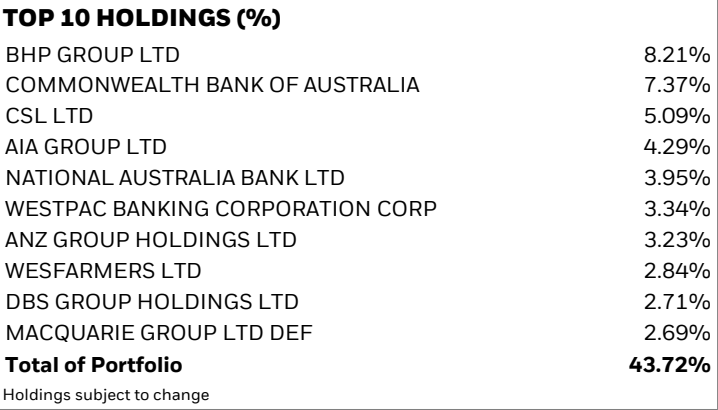 TOP 10 HOLDINGS (%)
BHP GROUP LTD 8.21%
COMMONWEALTH BANK OF AUSTRALIA 7.37%
CSL LTD 5.09%
AIA GROUP LTD 4.29%
NATIONAL AUSTRALIA BANK LTD 3.95%
WESTPAC BANKING CORPORATION CORP 3.34%
ANZ GROUP HOLDINGS LTD 3.23%
WESFARMERS LTD 2.84%
DBS GROUP HOLDINGS LTD 2.71%
MACQUARIE GROUP LTD DEF 2.69%
Total of Portfolio 43.72%
Holdings subject to change